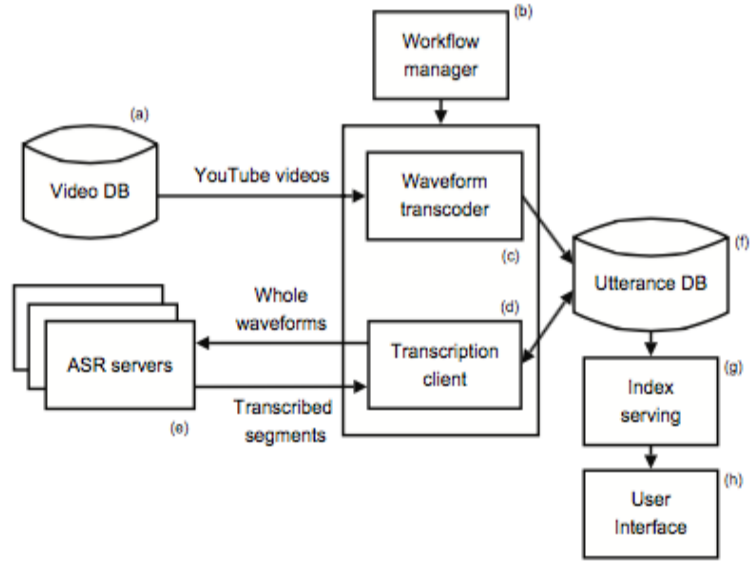 (b)
Workflow
manager
(a)
Video DB
YouTube videos
Waveform
transcoder
(c)
(f)
Utterance DB
Whole
waveforms
(d)
Transcription
client
ASR servers
(e)
Transcribed
segments
(g)
Index
serving
(h)
User
Interface